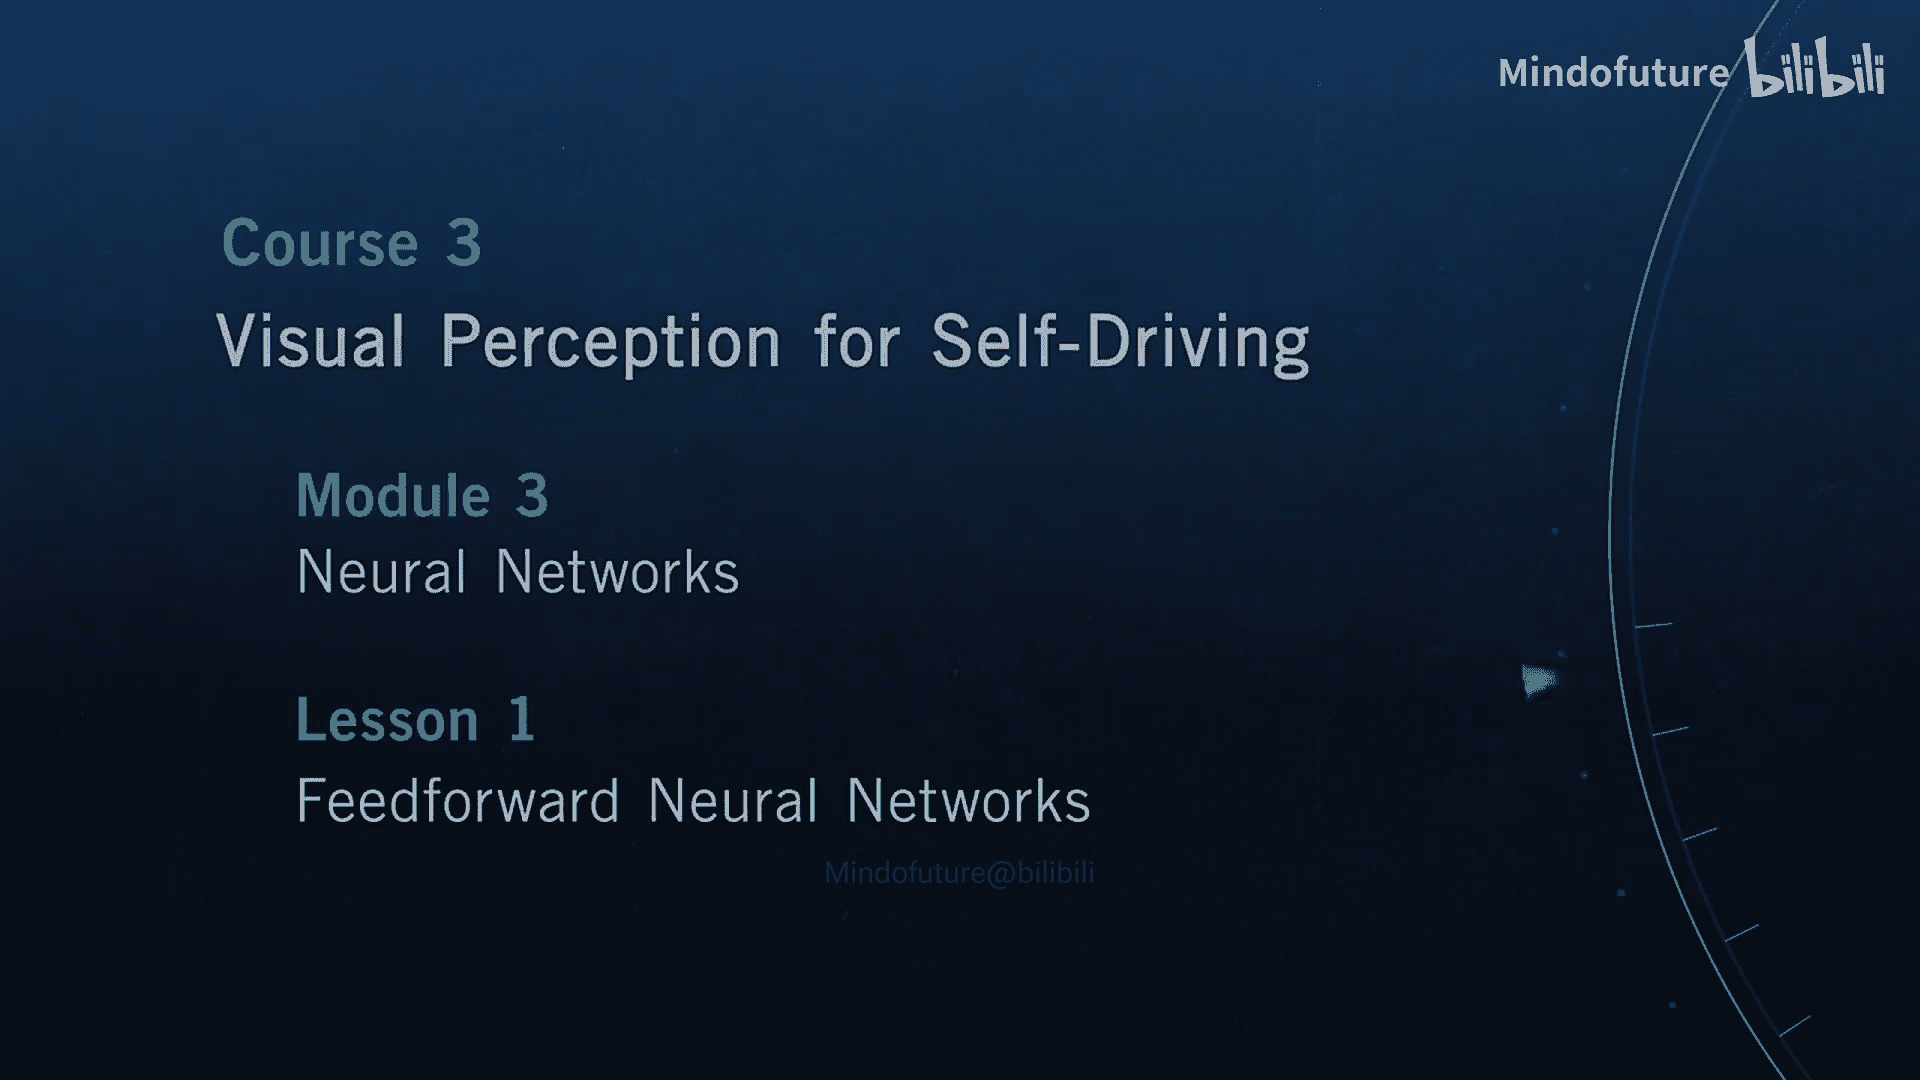 Mindofuture bilibili
Course 3
Visual Perception for Self-Driving
Module 3
Neural Networks
Lesson 1
Feedforward Neural Networks
Mindofuture@bilibili